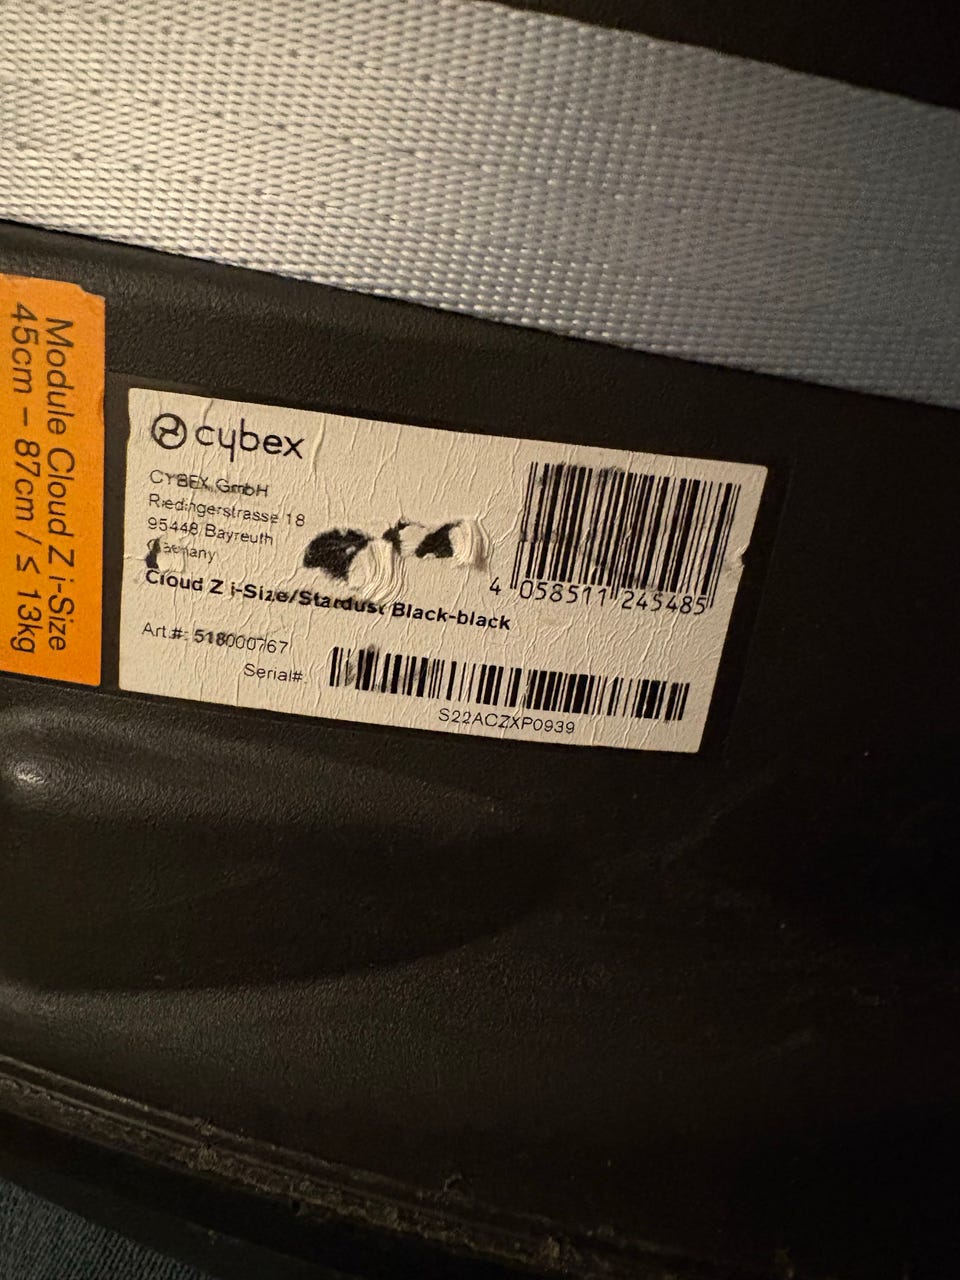 Module Cloud Z i-Size
45cm – 87cm / ≤ 13kg
cybex
CYBEX GmbH
Riedingerstrasse 18
95448 Bayreuth
Germany
Cloud Z i-Size/Stardust Black-black
4 058511 245485
Art.#: 518000767
Serial#:
S22ACZXP0939